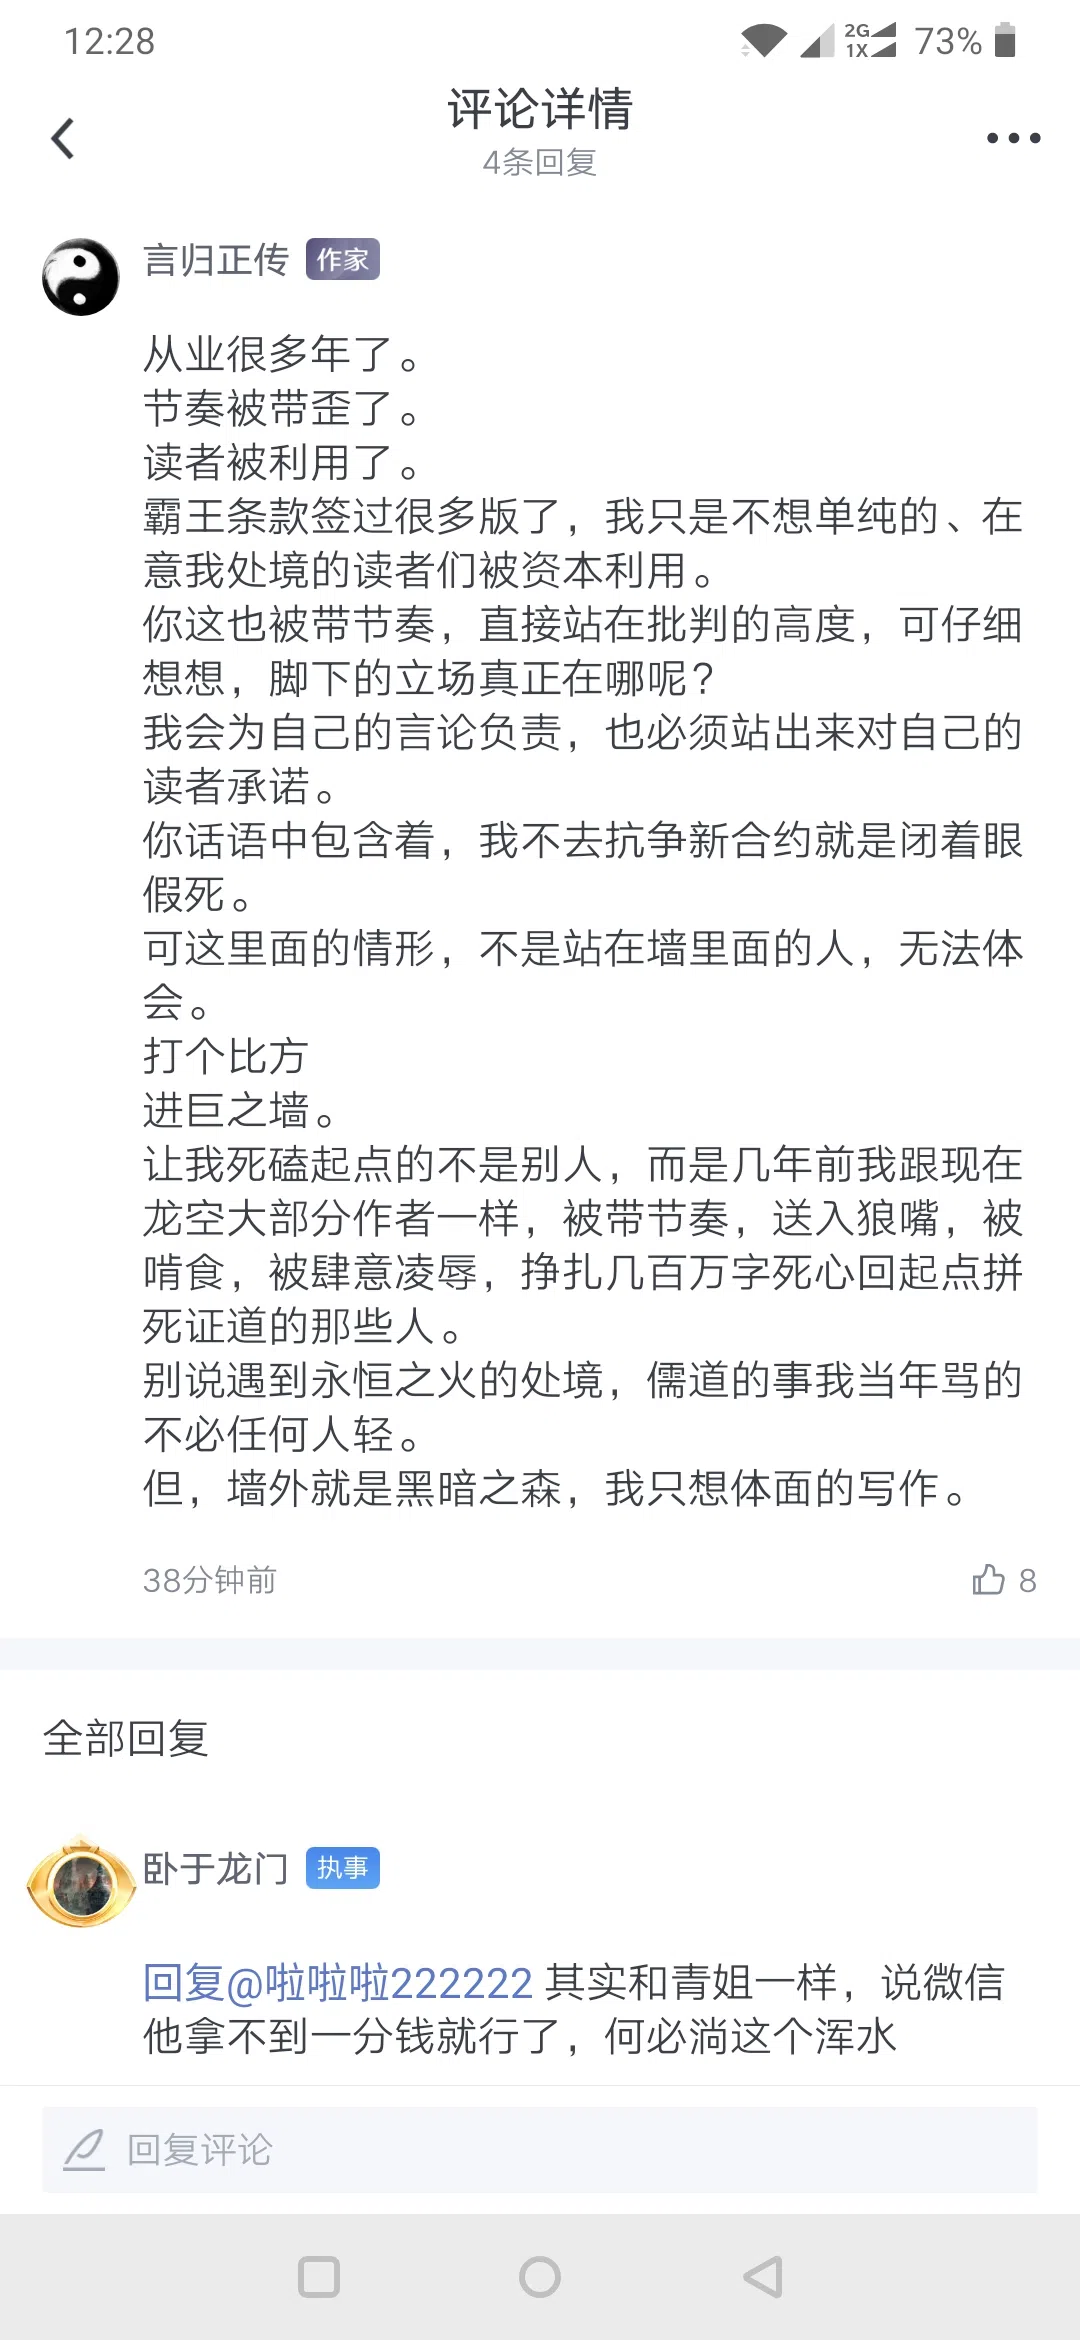 12:28
2G
1X
73%
评论详情
4条回复
言归正传
作家
从业很多年了。
节奏被带歪了。
读者被利用了。
霸王条款签过很多版了，我只是不想单纯的、在
意我处境的读者们被资本利用。
你这也被带节奏，直接站在批判的高度，可仔细
想想，脚下的立场真正在哪呢？
我会为自己的言论负责，也必须站出来对自己的
读者承诺。
你话语中包含着，我不去抗争新合约就是闭着眼
假死。
可这里面的情形，不是站在墙里面的人，无法体
会。
打个比方
进巨之墙。
让我死磕起点的不是别人，而是几年前我跟现在
龙空大部分作者一样，被带节奏，送入狼嘴，被
啃食，被肆意凌辱，挣扎几百万字死心回起点拼
死证道的那些人。
别说遇到永恒之火的处境，儒道的事我当年骂的
不必任何人轻。
但，墙外就是黑暗之森，我只想体面的写作。
38分钟前
8
全部回复
卧于龙门
执事
回复@啦啦啦222222 其实和青姐一样，说微信
他拿不到一分钱就行了，何必淌这个浑水
回复评论